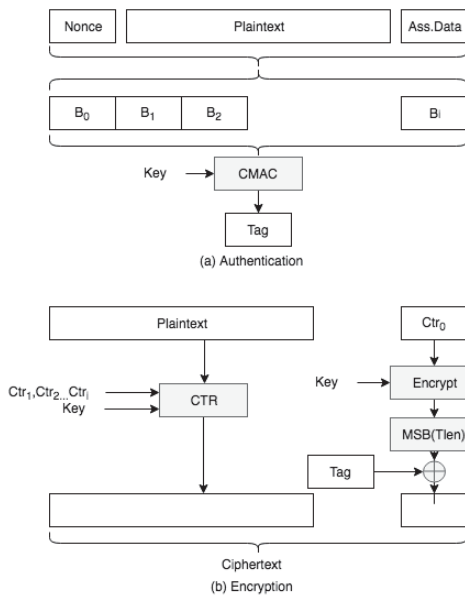 Nonce Plaintext Ass.Data
B₀ B₁ B₂ Bᵢ
Key CMAC
Tag
(a) Authentication
Plaintext Ctr₀
Key Encrypt
Ctr₁,Ctr₂...Ctrᵢ
CTR
Key
MSB(Tlen)
Tag
Ciphertext
(b) Encryption